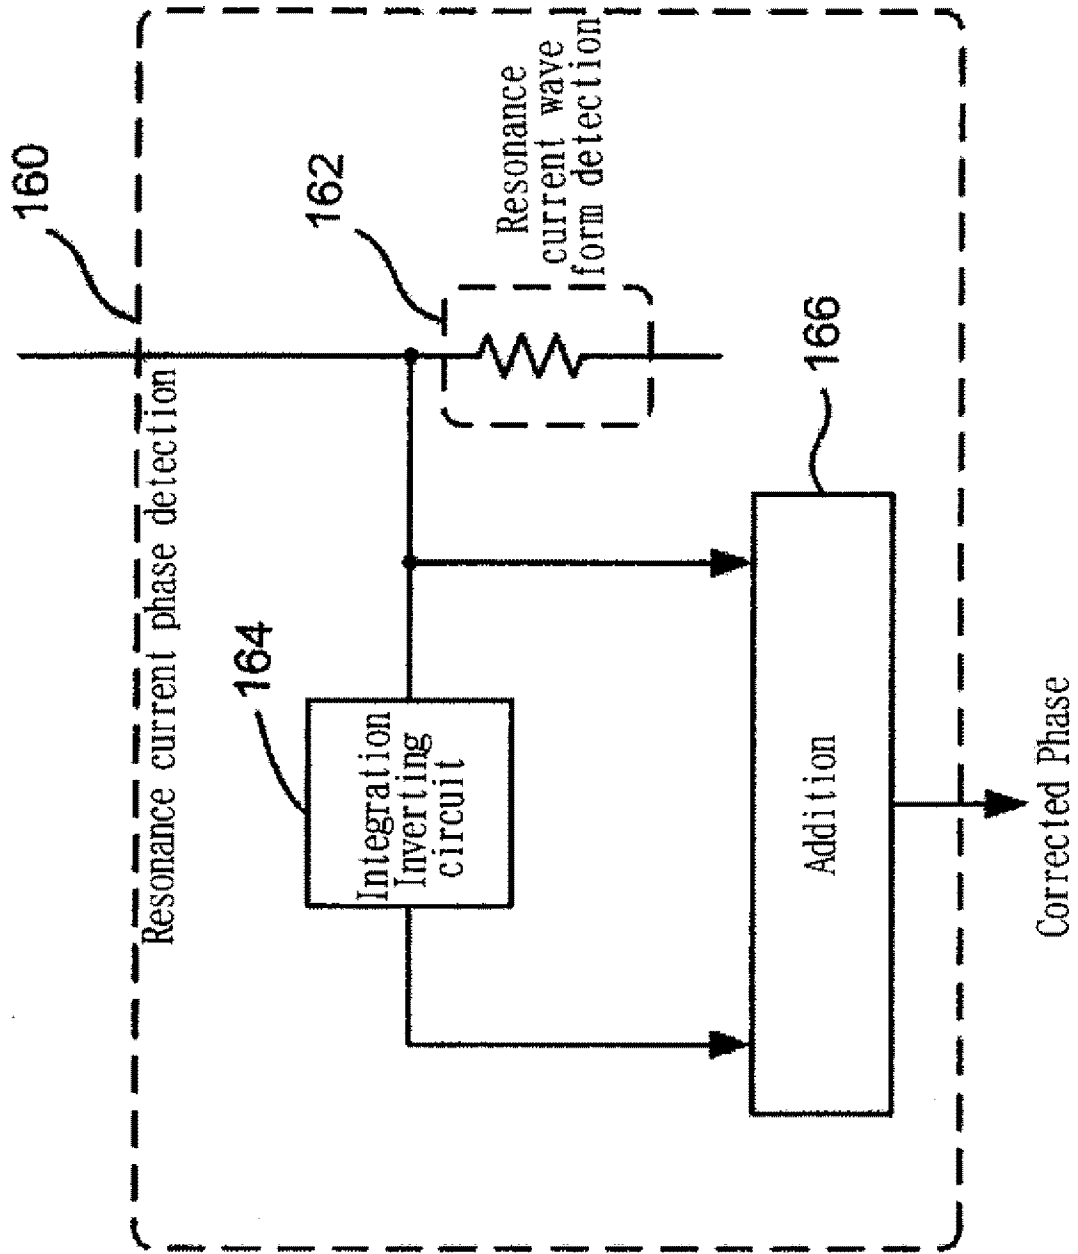 160
Resonance current phase detection
162
Resonance
current wave
form detection
164
Integration
Inverting
circuit
166
Addition
Corrected Phase